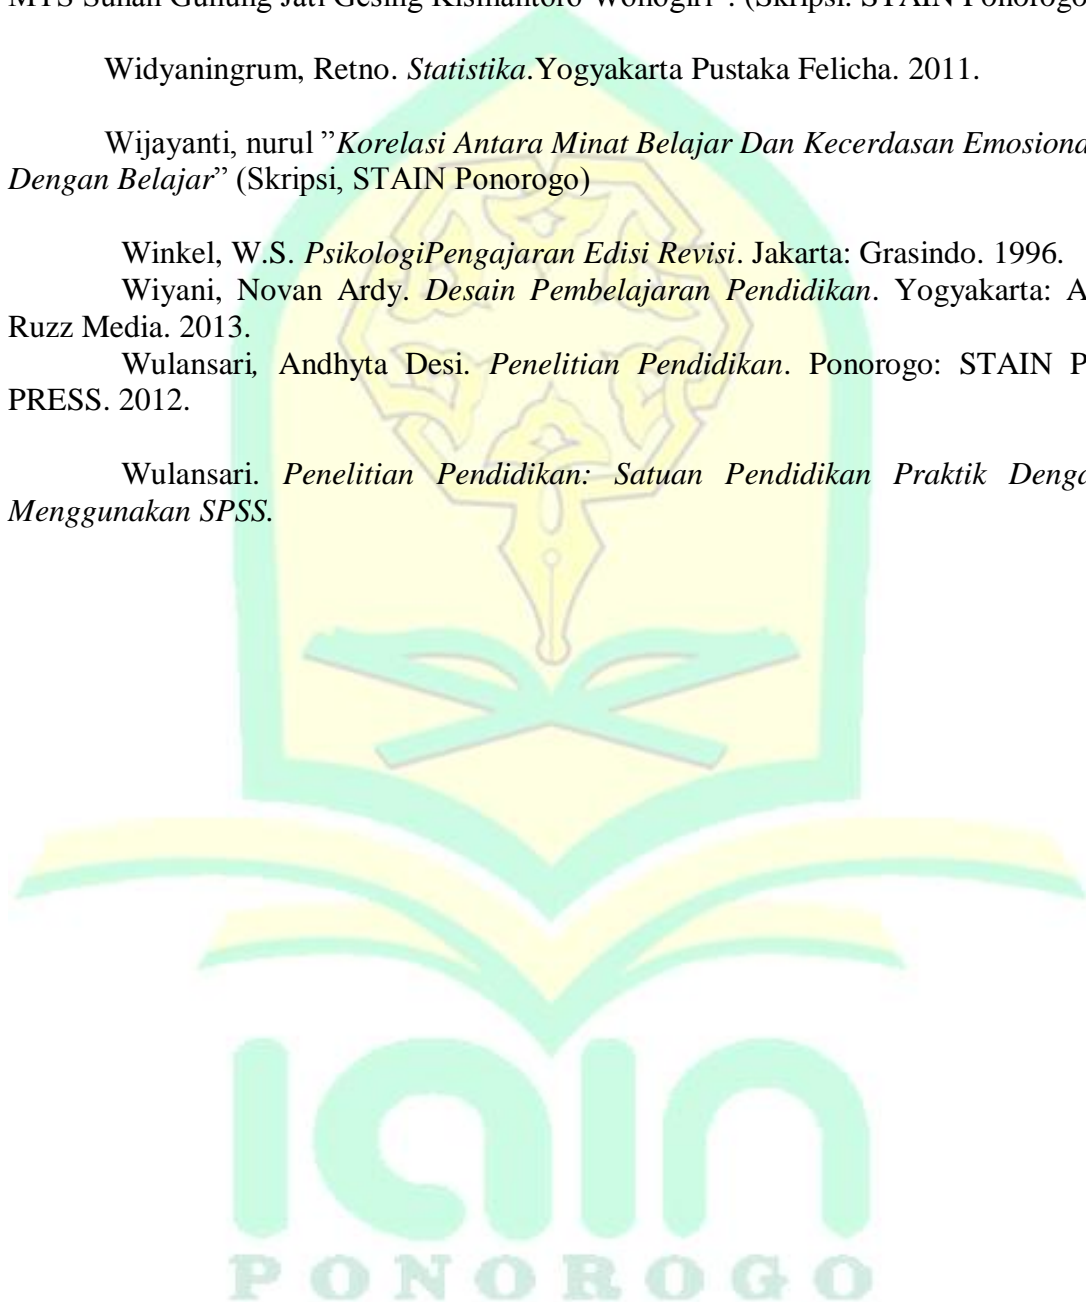 MTS Sunan Gunung Jati Gesing Kismantoro Wonogiri”. (Skripsi. STAIN Ponorogo
Widyaningrum, Retno. Statistika.Yogyakarta Pustaka Felicha. 2011.
Wijayanti, nurul ”Korelasi Antara Minat Belajar Dan Kecerdasan Emosiona
Dengan Belajar” (Skripsi, STAIN Ponorogo)
Winkel, W.S. PsikologiPengajaran Edisi Revisi. Jakarta: Grasindo. 1996.
Wiyani, Novan Ardy. Desain Pembelajaran Pendidikan. Yogyakarta: A
Ruzz Media. 2013.
Wulansari, Andhyta Desi. Penelitian Pendidikan. Ponorogo: STAIN P
PRESS. 2012.
Wulansari. Penelitian Pendidikan: Satuan Pendidikan Praktik Denga
Menggunakan SPSS.
iain
PONOROGO